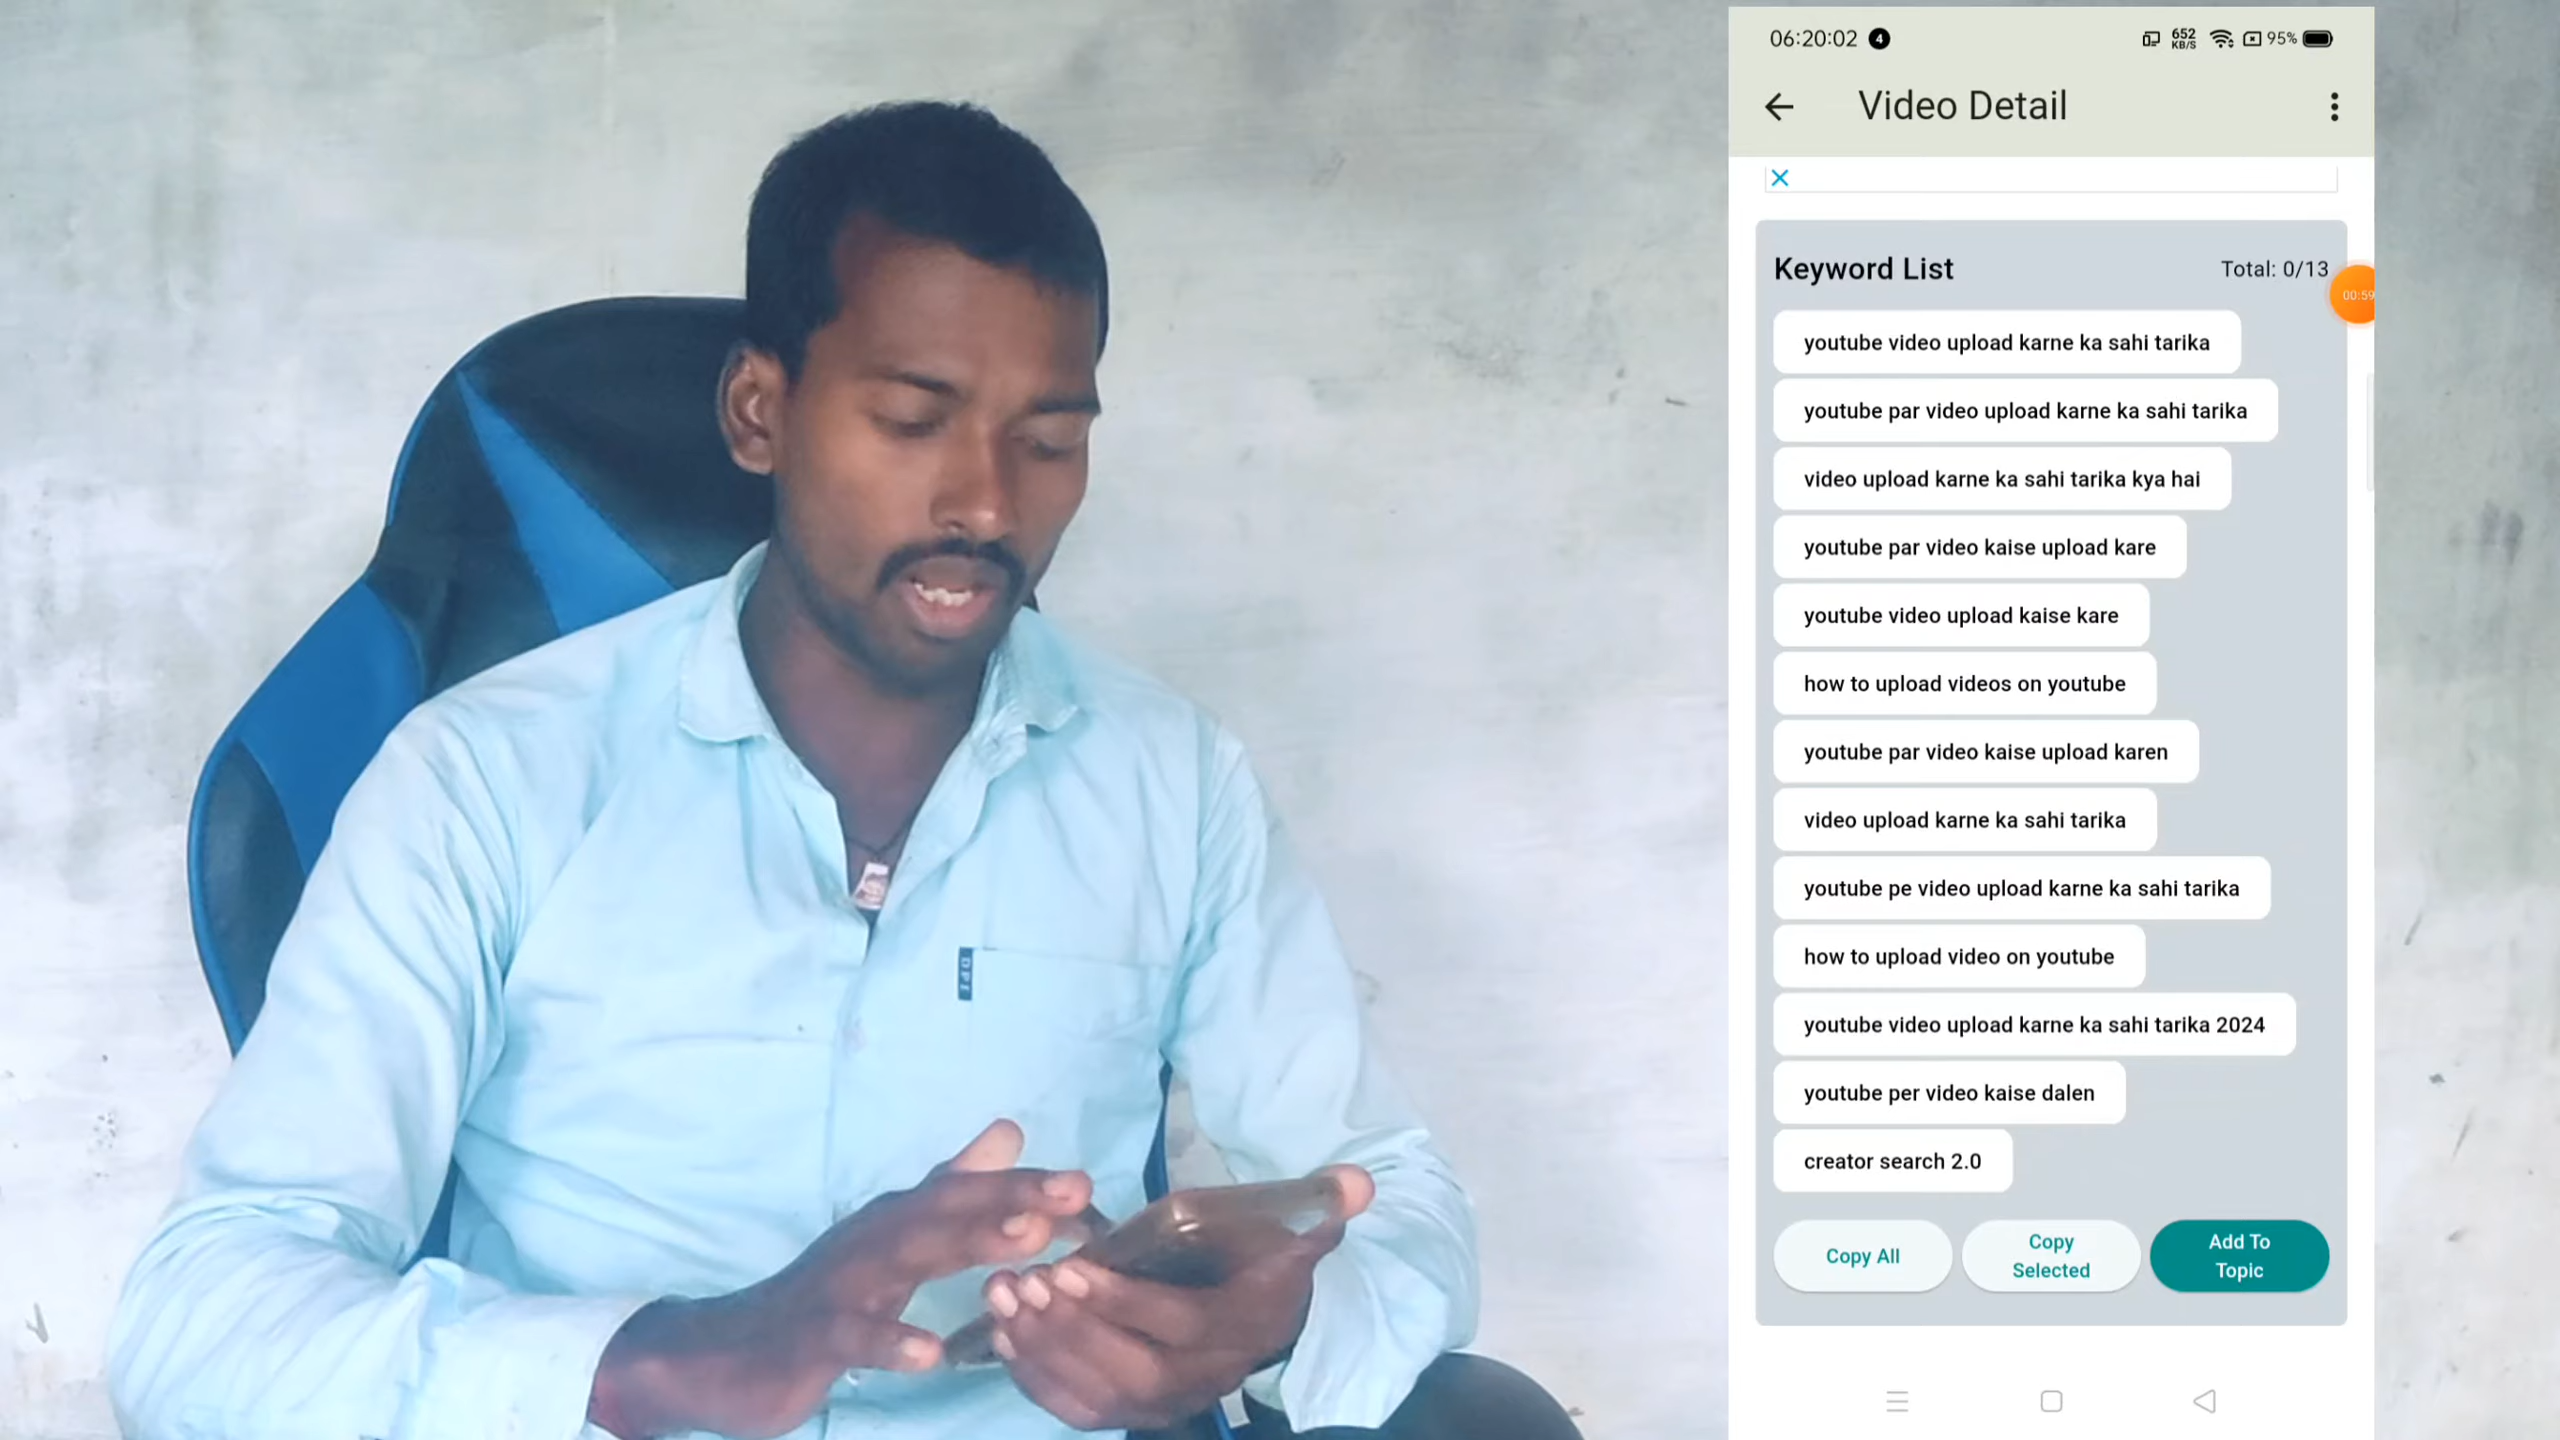 06:20:02 4 652 KB/S 95%
Video Detail
Keyword List Total: 0/13
00:59
youtube video upload karne ka sahi tarika
youtube par video upload karne ka sahi tarika
video upload karne ka sahi tarika kya hai
youtube par video kaise upload kare
youtube video upload kaise kare
how to upload videos on youtube
youtube par video kaise upload karen
video upload karne ka sahi tarika
youtube pe video upload karne ka sahi tarika
how to upload video on youtube
youtube video upload karne ka sahi tarika 2024
youtube per video kaise dalen
creator search 2.0
Copy All
Copy
Selected
Add To
Topic